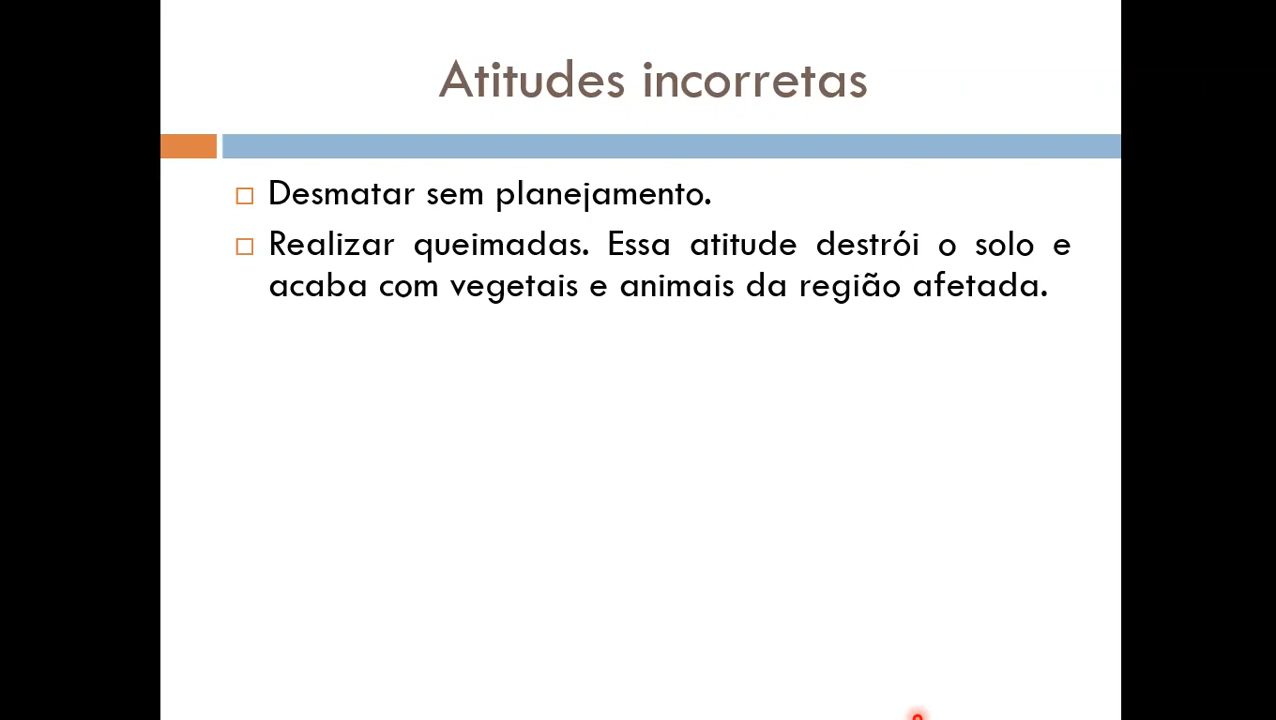 Atitudes incorretas
Desmatar sem planejamento.
Realizar queimadas. Essa atitude destrói o solo e
acaba com vegetais e animais da região afetada.